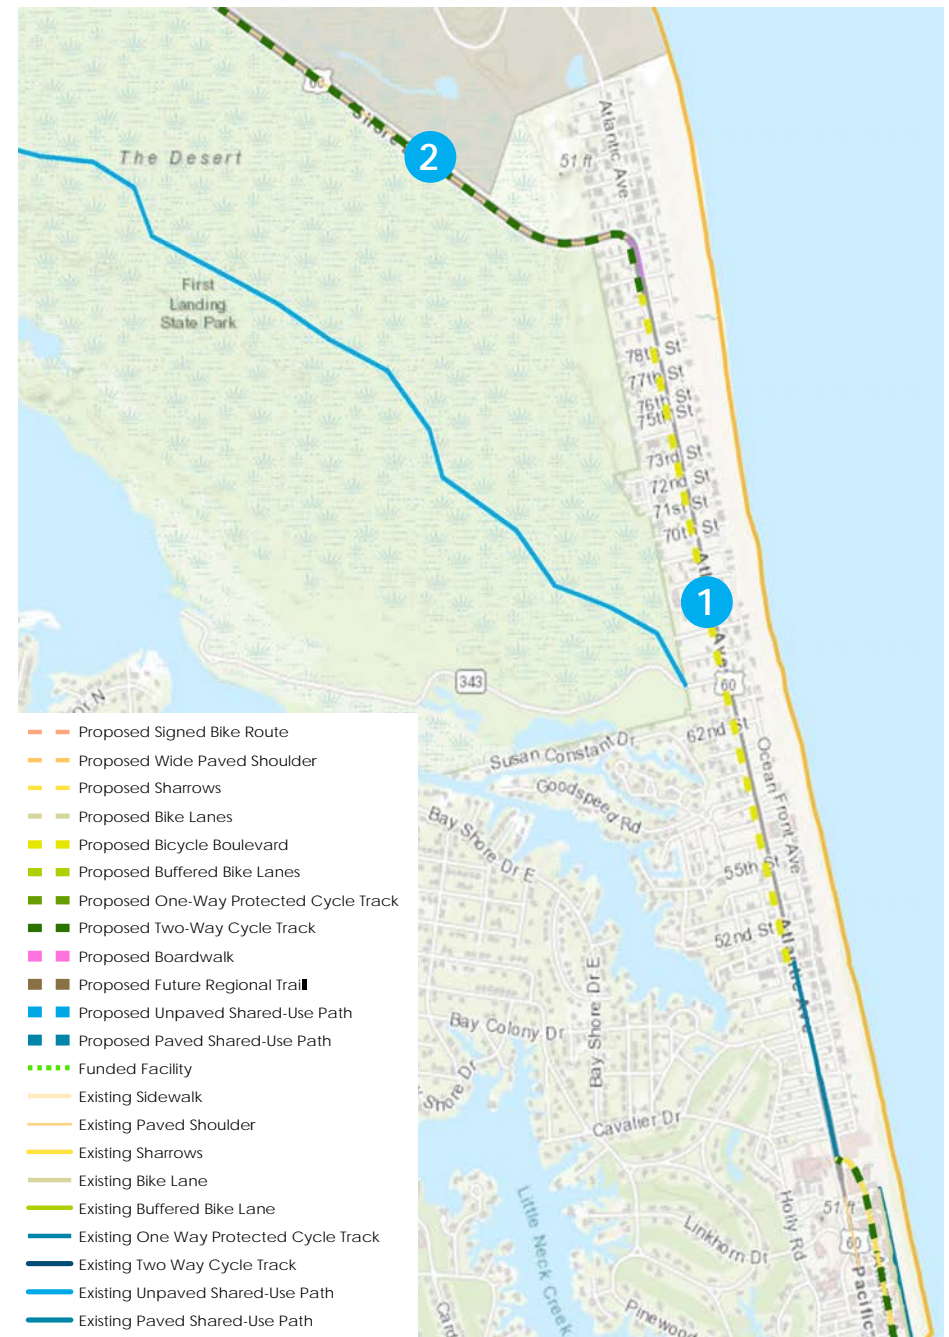 60
Atlantic Ave
The Desert
2
51 ft
First
Landing
State Park
78th St
77th St
76th St
75th St
73rd St
72nd St
71st St
70th St
1
Ave
343
60
62nd St
Susan Constant Dr
Ocean Front Ave
Goodspeed Rd
Bay Shore Dr E
55th St
52nd St
Atlantic Ave
Bay Shore Dr E
Bay Colony Dr
Shore Dr
Cavalier Dr
Little Neck Creek
Holly Rd
51 ft
60
Linkhorn Dr
Pacific
Pinewood
Proposed Signed Bike Route
Proposed Wide Paved Shoulder
Proposed Sharrows
Proposed Bike Lanes
Proposed Bicycle Boulevard
Proposed Buffered Bike Lanes
Proposed One-Way Protected Cycle Track
Proposed Two-Way Cycle Track
Proposed Boardwalk
Proposed Future Regional Trail
Proposed Unpaved Shared-Use Path
Proposed Paved Shared-Use Path
Funded Facility
Existing Sidewalk
Existing Paved Shoulder
Existing Sharrows
Existing Bike Lane
Existing Buffered Bike Lane
Existing One Way Protected Cycle Track
Existing Two Way Cycle Track
Existing Unpaved Shared-Use Path
Existing Paved Shared-Use Path